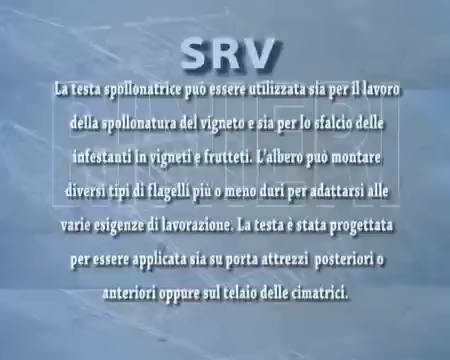 SRV
La testa spollonatrice può essere utilizzata sia per il lavoro
della spollonatura del vigneto e sia per lo sfalcio delle
infestanti in vigneti e frutteti. L'albero può montare
diversi tipi di flagelli più o meno duri per adattarsi alle
varie esigenze di lavorazione. La testa è stata progettata
per essere applicata sia su porta attrezzi posteriori o
anteriori oppure sul telaio delle cimatrici.
RINIERI